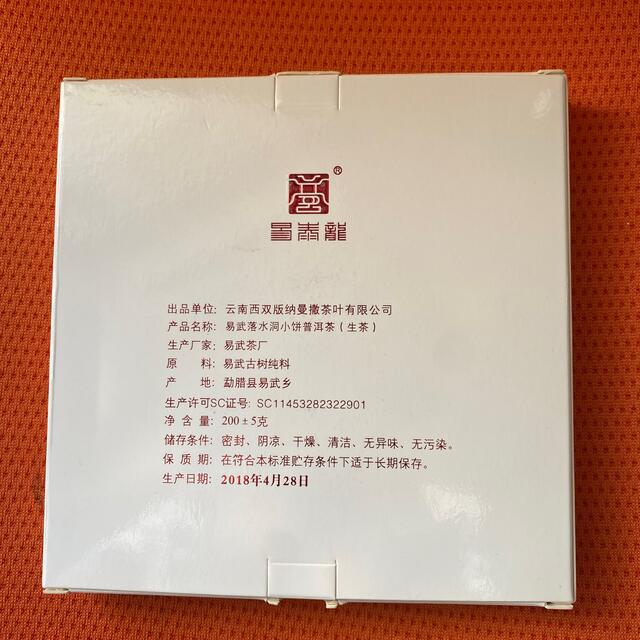 ®
昌泰龍
出品单位：云南西双版纳曼撒茶叶有限公司
产品名称：易武落水洞小饼普洱茶（生茶）
生产厂家：易武茶厂
原 料：易武古树纯料
产 地：勐腊县易武乡
生产许可SC证号：SC11453282322901
净 含 量：200±5克
储存条件：密封、阴凉、干燥、清洁、无异味、无污染。
保 质 期：在符合本标准贮存条件下适于长期保存。
生产日期：2018年4月28日